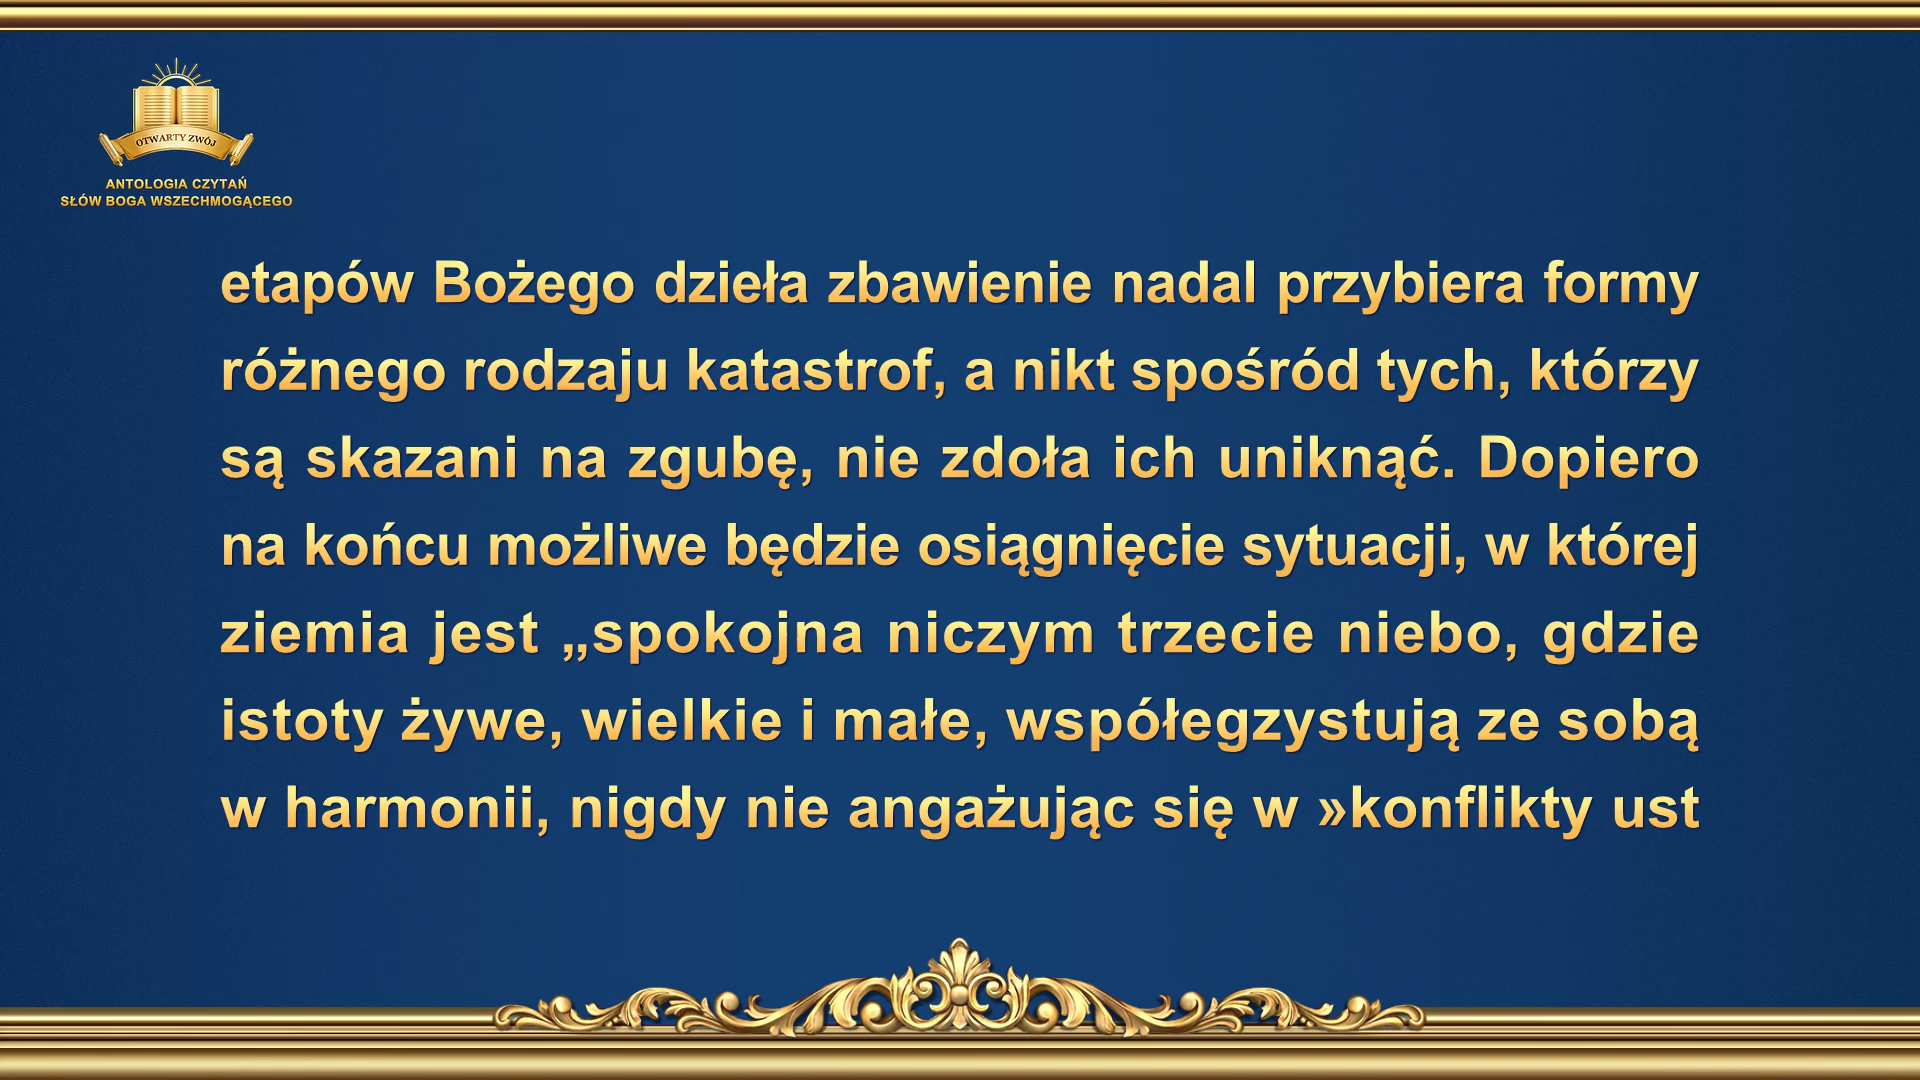 OTWARTY ZWÓJ
ANTOLOGIA CZYTAŃ
SŁÓW BOGA WSZECHMOGĄCEGO
etapów Bożego dzieła zbawienie nadal przybiera formy
różnego rodzaju katastrof, a nikt spośród tych, którzy
są skazani na zgubę, nie zdoła ich uniknąć. Dopiero
na końcu możliwe będzie osiągnięcie sytuacji, w której
ziemia jest „spokojna niczym trzecie niebo, gdzie
istoty żywe, wielkie i małe, współegzystują ze sobą
w harmonii, nigdy nie angażując się w »konflikty ust